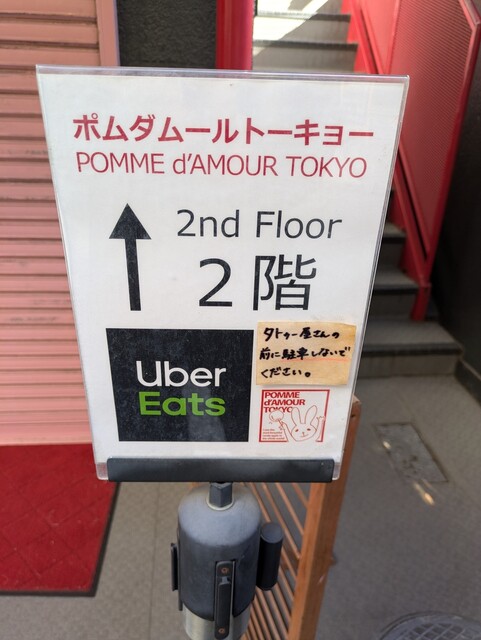 ポムダムールトーキョー
POMME d'AMOUR TOKYO
2nd Floor
2階
Uber
Eats
タトゥー屋さんの
前に駐車しないで
ください。
POMME
d'AMOUR
TOKYO